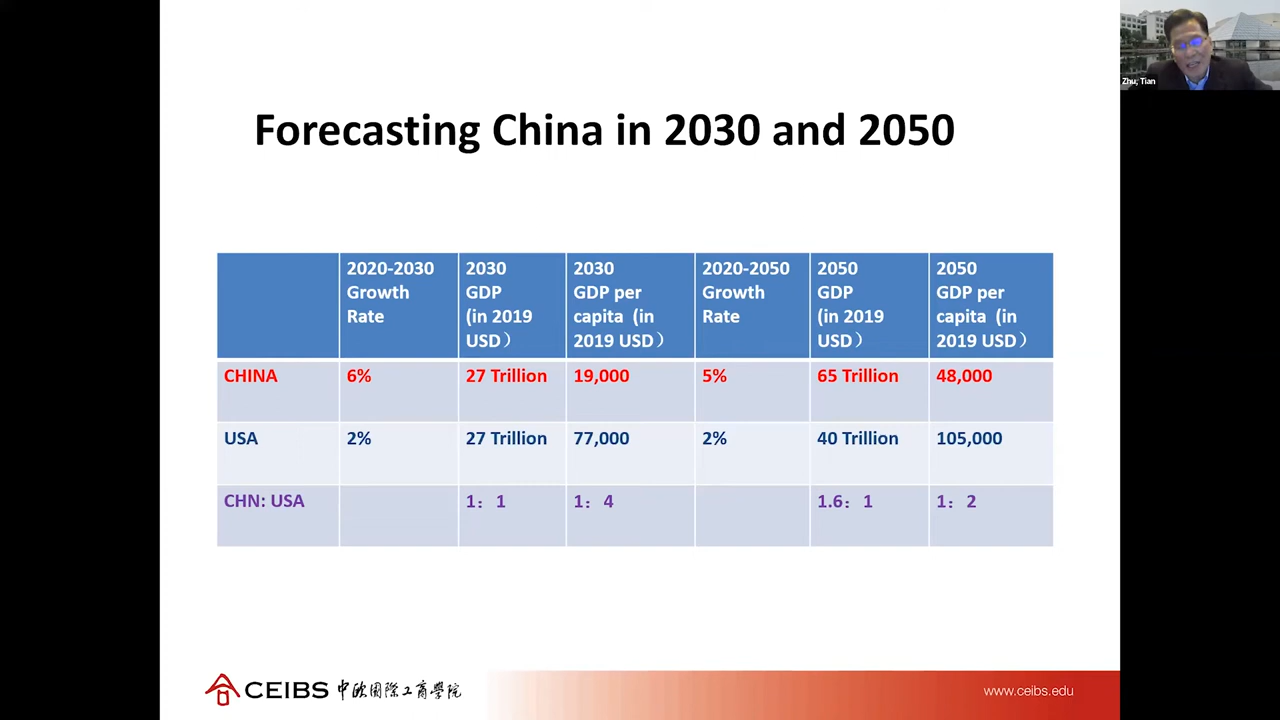 Zhu, Tian
Forecasting China in 2030 and 2050
2020-2030 Growth Rate
2030 GDP (in 2019 USD）
2030 GDP per capita (in 2019 USD）
2020-2050 Growth Rate
2050 GDP (in 2019 USD）
2050 GDP per capita (in 2019 USD）
CHINA 6% 27 Trillion 19,000 5% 65 Trillion 48,000
USA 2% 27 Trillion 77,000 2% 40 Trillion 105,000
CHN: USA 1：1 1：4 1.6：1 1：2
CEIBS 中欧国際工商學院
www.ceibs.edu